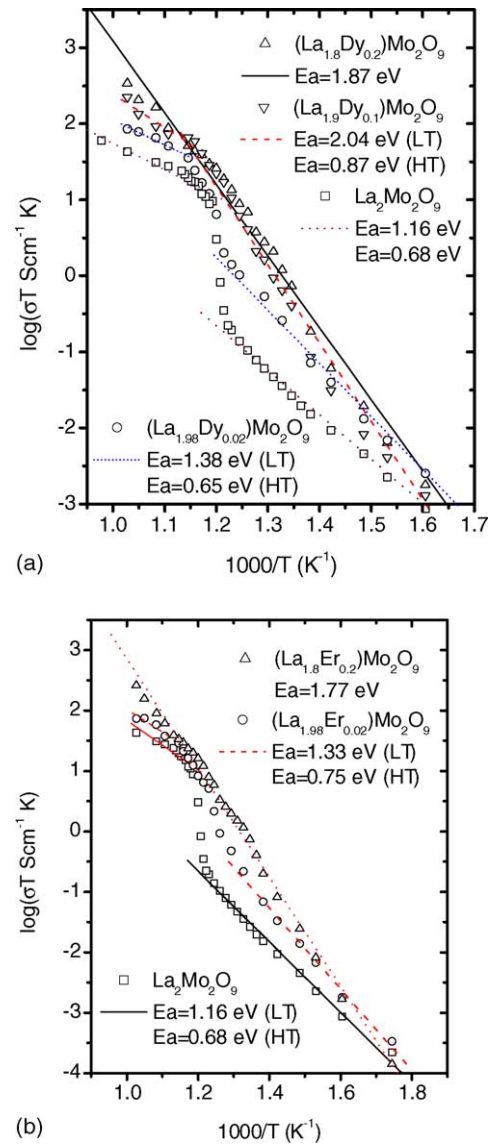 (La1.8Dy0.2)Mo2O9
Ea=1.87 eV
(La1.9Dy0.1)Mo2O9
Ea=2.04 eV (LT)
Ea=0.87 eV (HT)
La2Mo2O9
Ea=1.16 eV
Ea=0.68 eV
(La1.98Dy0.02)Mo2O9
Ea=1.38 eV (LT)
Ea=0.65 eV (HT)
log(σT Scm⁻¹ K)
3
2
1
0
-1
-2
-3
1.0 1.1 1.2 1.3 1.4 1.5 1.6 1.7
1000/T (K⁻¹)
(a)
(La1.8Er0.2)Mo2O9
Ea=1.77 eV
(La1.98Er0.02)Mo2O9
Ea=1.33 eV (LT)
Ea=0.75 eV (HT)
La2Mo2O9
Ea=1.16 eV (LT)
Ea=0.68 eV (HT)
log(σT Scm⁻¹ K)
3
2
1
0
-1
-2
-3
-4
1.0 1.2 1.4 1.6 1.8
1000/T (K⁻¹)
(b)